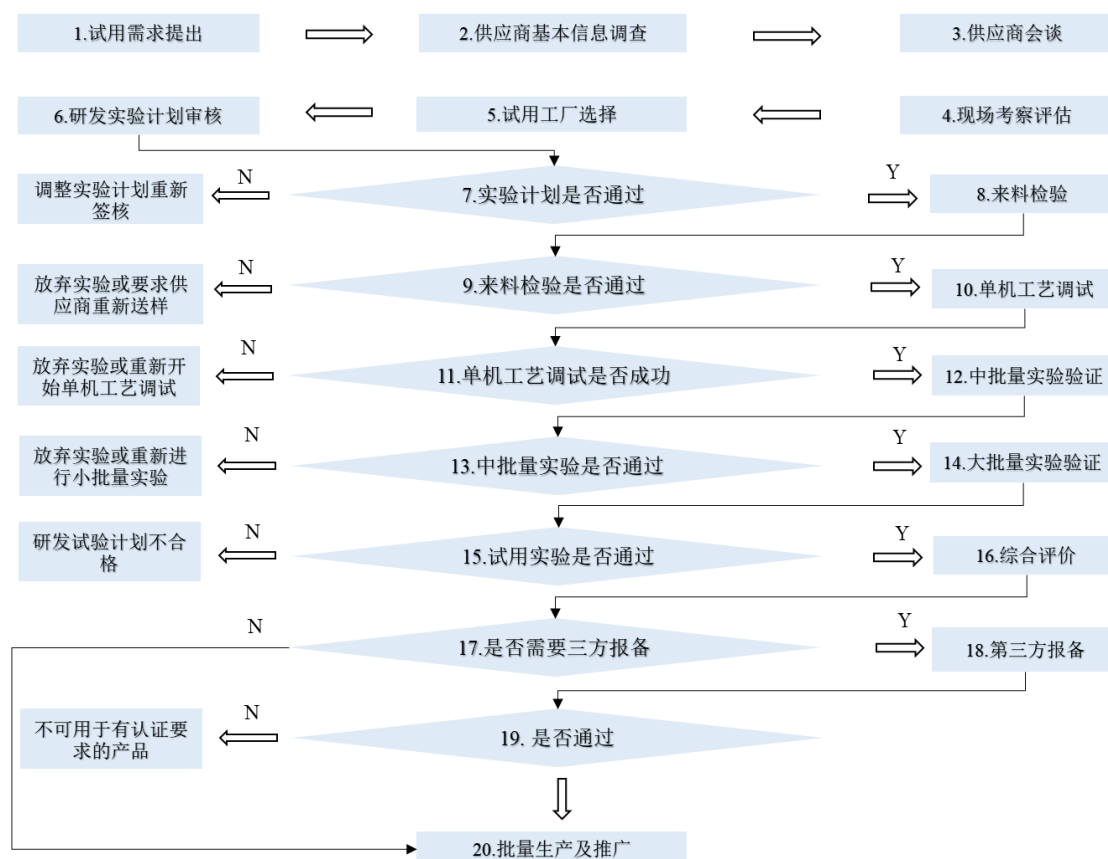 1.试用需求提出
2.供应商基本信息调查
3.供应商会谈
6.研发实验计划审核
5.试用工厂选择
4.现场考察评估
N
Y
调整实验计划重新
签核
7.实验计划是否通过
8.来料检验
N
Y
放弃实验或要求供
应商重新送样
9.来料检验是否通过
10.单机工艺调试
N
Y
放弃实验或重新开
始单机工艺调试
11.单机工艺调试是否成功
12.中批量实验验证
N
Y
放弃实验或重新进
行小批量实验
13.中批量实验是否通过
14.大批量实验验证
N
Y
研发试验计划不合
格
15.试用实验是否通过
16.综合评价
N
Y
17.是否需要三方报备
18.第三方报备
N
不可用于有认证要
求的产品
19. 是否通过
20.批量生产及推广